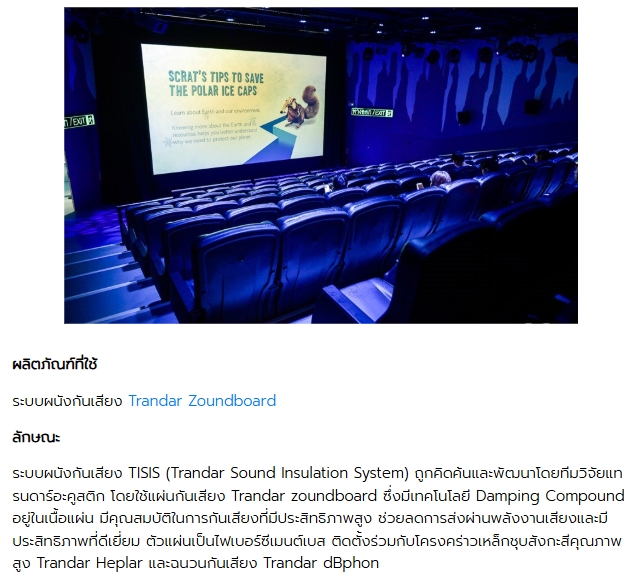 SCRAT'S TIPS TO SAVE
THE POLAR ICE CAPS
Learn about Earth and our environment.
Knowing more about the Earth and its
resources helps you better understand
why we need to protect our planet.
EXIT
ทางออก/EXIT
ผลิตภัณฑ์ที่ใช้
ระบบผนังกันเสียง Trandar Zoundboard
ลักษณะ
ระบบผนังกันเสียง TISIS (Trandar Sound Insulation System) ถูกคิดค้นและพัฒนาโดยทีมวิจัยแท
รนดาร์อะคูสติก โดยใช้แผ่นกันเสียง Trandar zoundboard ซึ่งมีเทคโนโลยี Damping Compound
อยู่ในเนื้อแผ่น มีคุณสมบัติในการกันเสียงที่มีประสิทธิภาพสูง ช่วยลดการส่งผ่านพลังงานเสียงและมี
ประสิทธิภาพที่ดีเยี่ยม ตัวแผ่นเป็นไฟเบอร์ซีเมนต์เบส ติดตั้งร่วมกับโครงคร่าวเหล็กชุบสังกะสีคุณภาพ
สูง Trandar Heplar และฉนวนกันเสียง Trandar dBphon